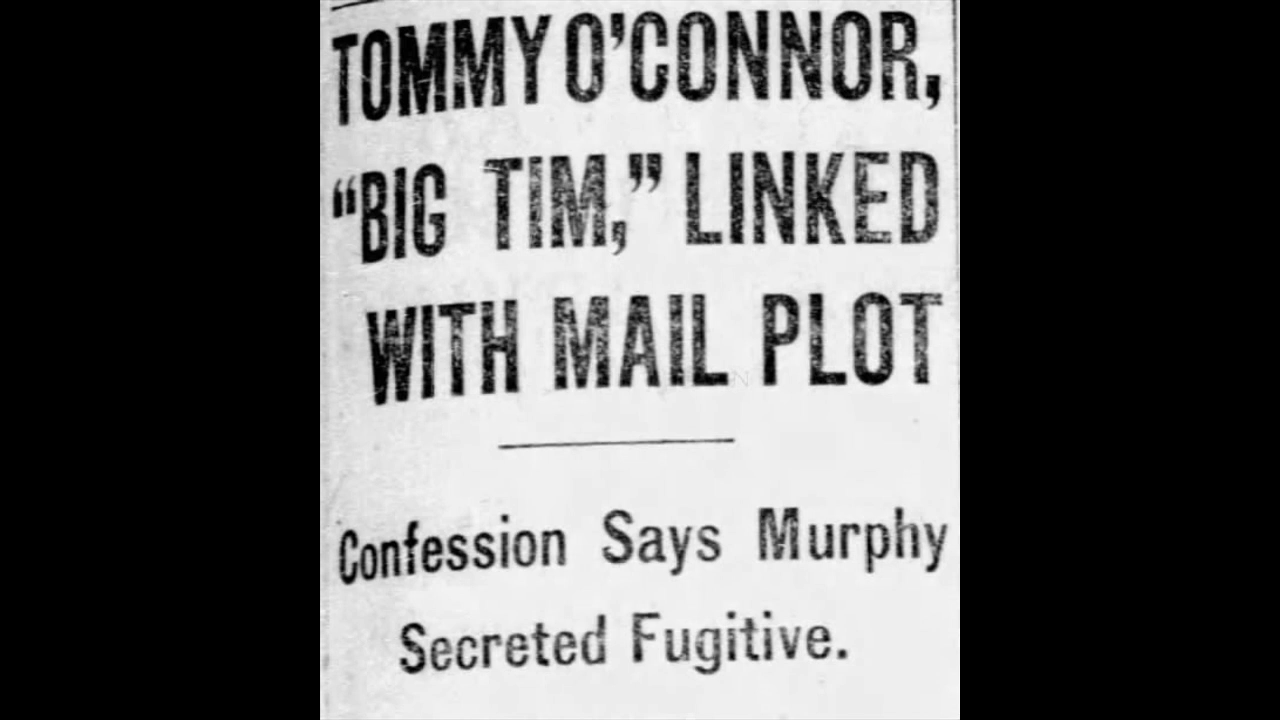 TOMMY O'CONNOR,
“BIG TIM,” LINKED
WITH MAIL PLOT
Confession Says Murphy
Secreted Fugitive.